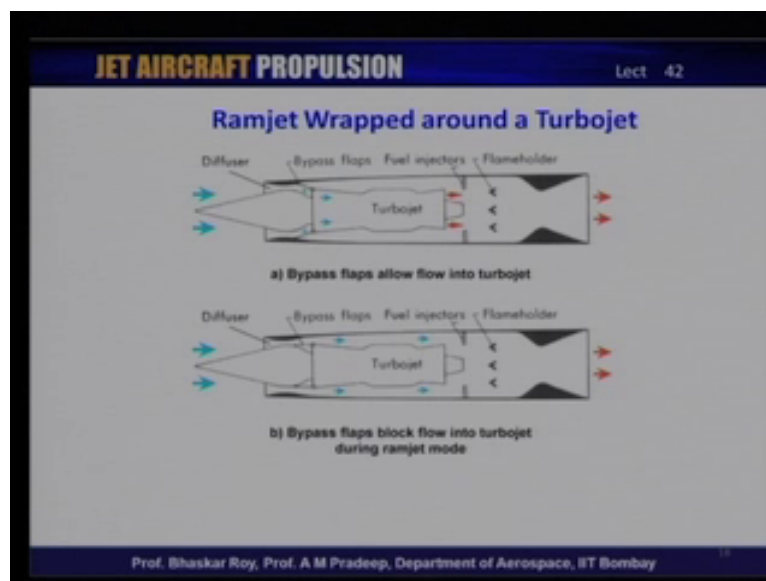 JET AIRCRAFT PROPULSION
Lect 42
Ramjet Wrapped around a Turbojet
Diffuser Bypass flaps Fuel injectors Flameholder
Turbojet
a) Bypass flaps allow flow into turbojet
Diffuser Bypass flaps Fuel injectors Flameholder
Turbojet
b) Bypass flaps block flow into turbojet
during ramjet mode
Prof. Bhaskar Roy, Prof. A M Pradeep, Department of Aerospace, IIT Bombay